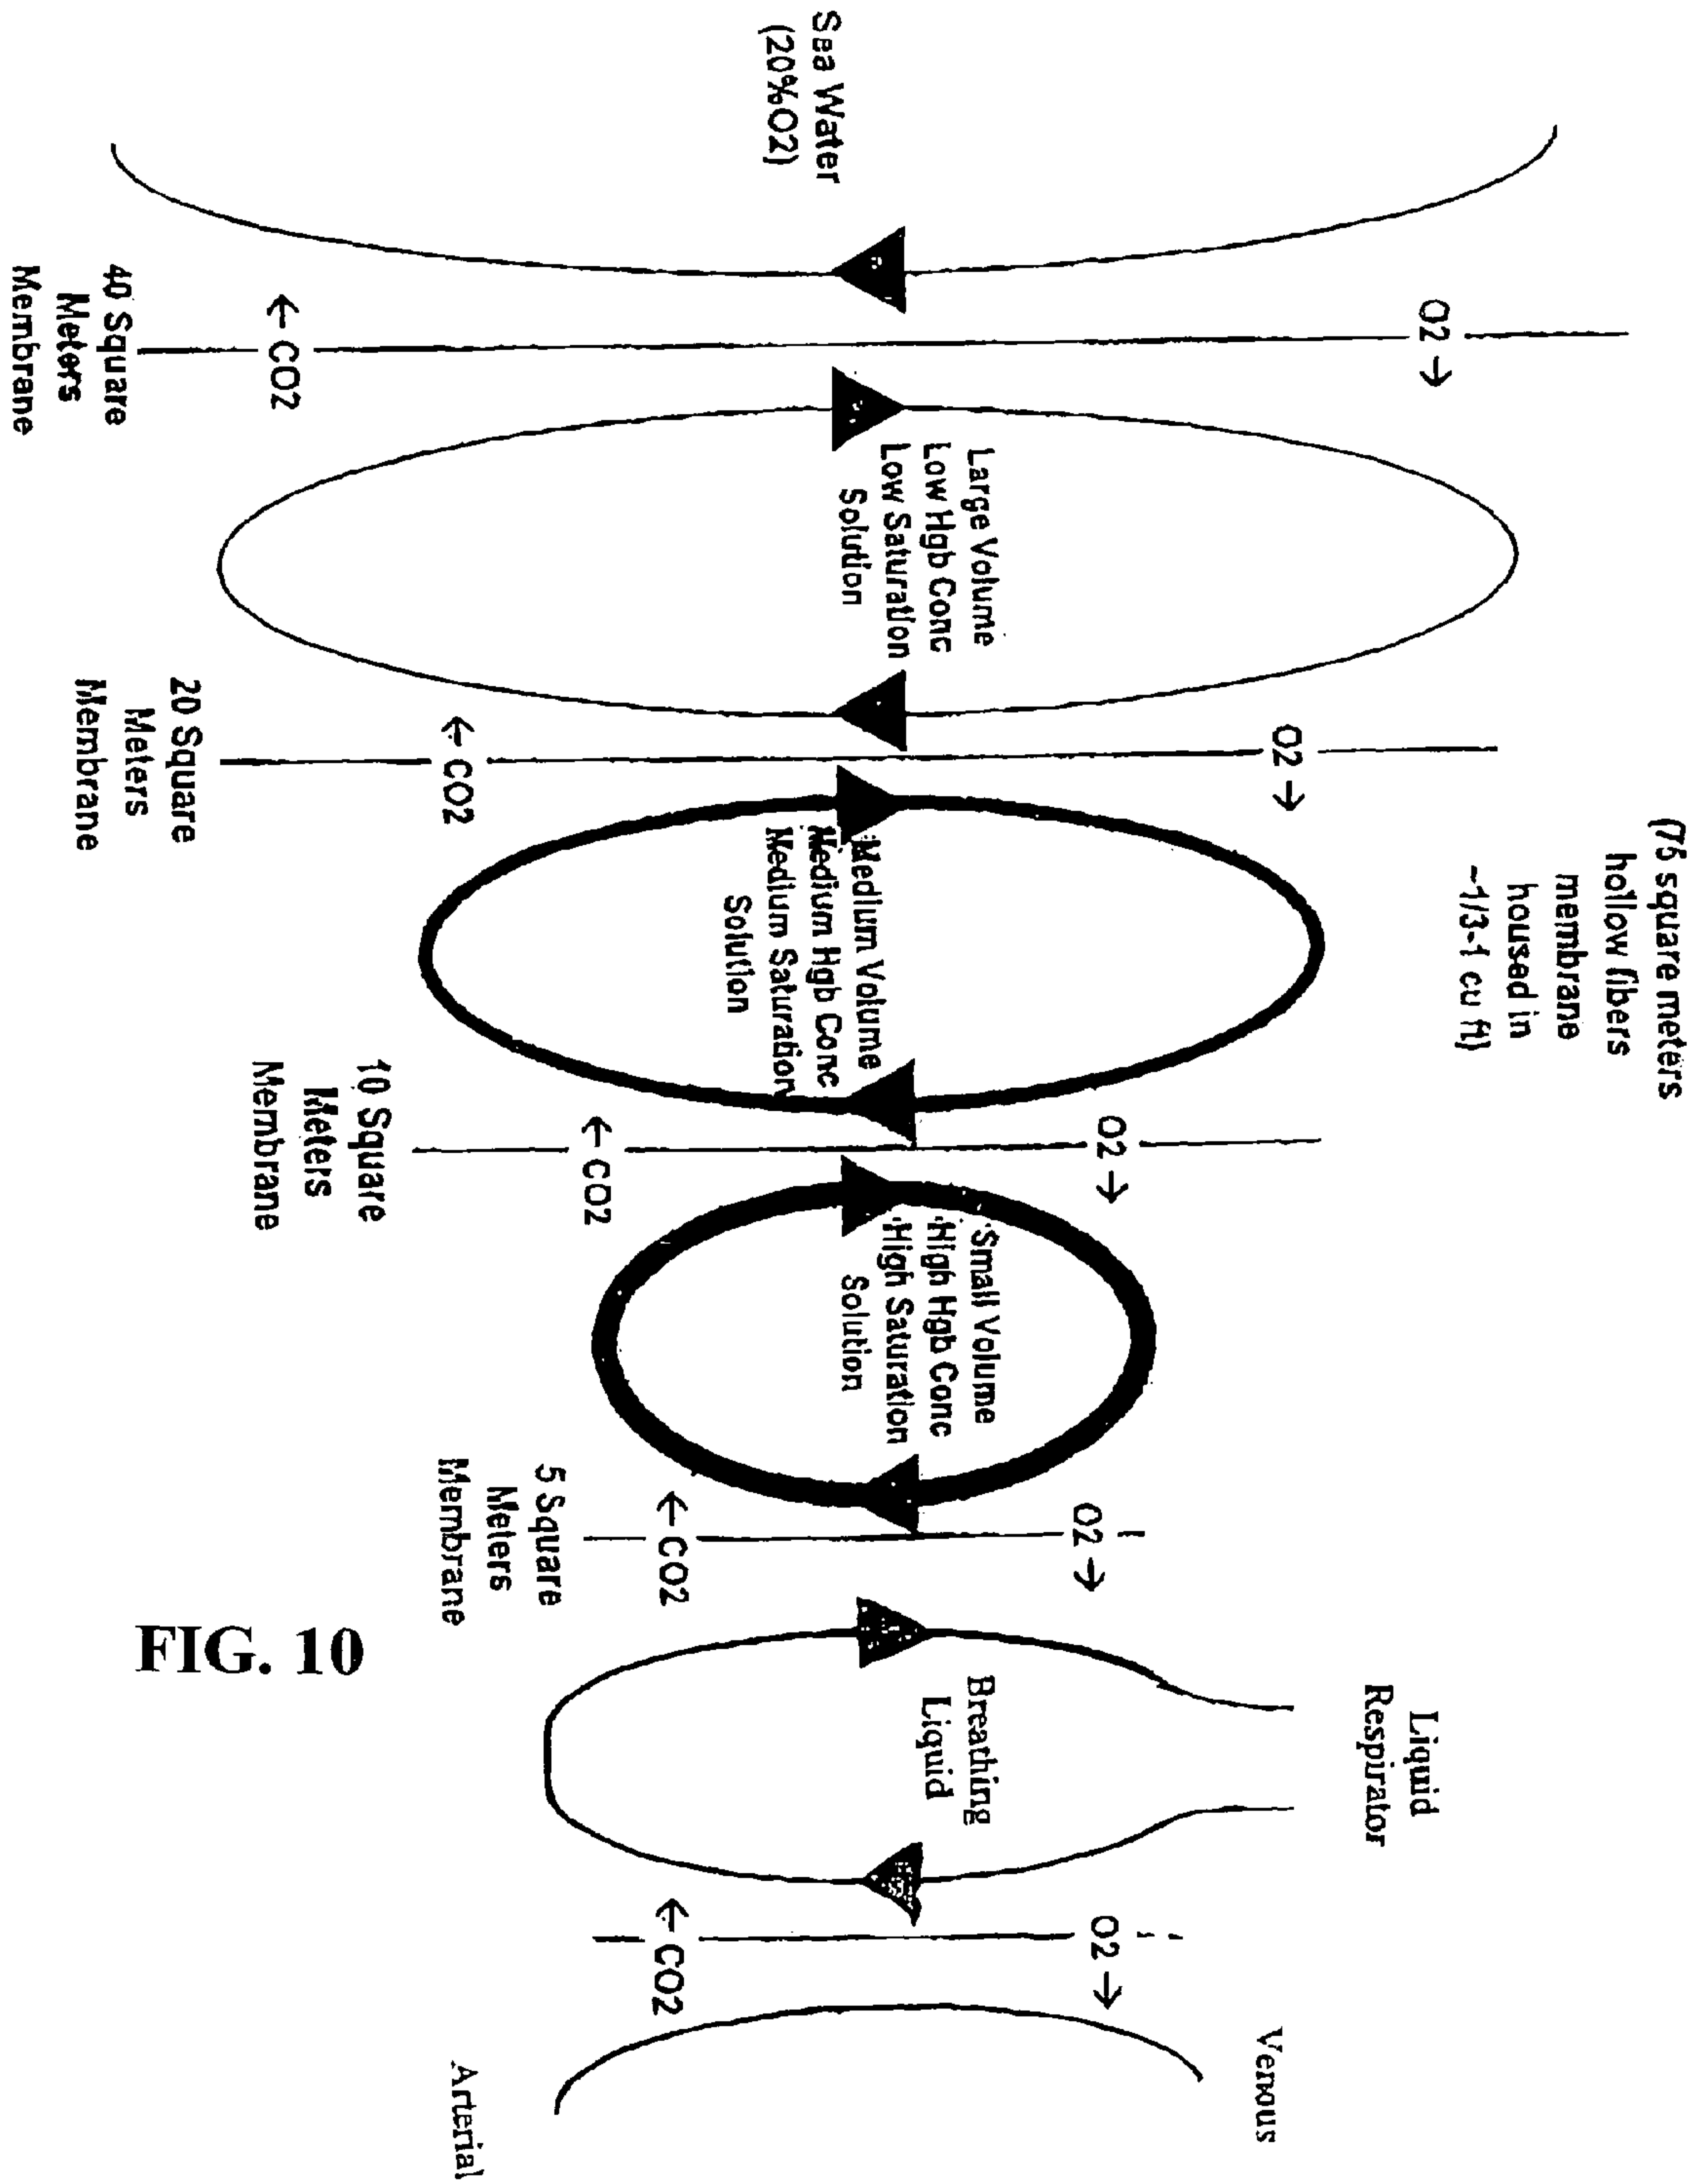 (75 square meters
hollow fibers
membrane
housed in
~1/3-1 cu ft)
Liquid
Respirator
Venous
O2 →
O2 →
O2 →
O2 →
O2 →
Sea Water
(20%O2)
Large Volume
Low Hgb Conc
Low Saturation
Solution
Medium Volume
Medium Hgb Conc
Medium Saturation
Solution
Small Volume
High Hgb Conc
High Saturation
Solution
Breathing
Liquid
← CO2
← CO2
← CO2
← CO2
← CO2
Arterial
40 Square
Meters
Membrane
20 Square
Meters
Membrane
10 Square
Meters
Membrane
5 Square
Meters
Membrane
FIG. 10